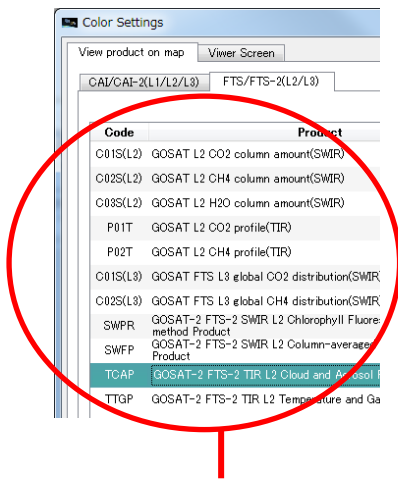 Color Settings
View product on map Viwer Screen
CAI/CAI-2(L1/L2/L3) FTS/FTS-2(L2/L3)
Code Product
C01S(L2) GOSAT L2 CO2 column amount(SWIR)
C02S(L2) GOSAT L2 CH4 column amount(SWIR)
C03S(L2) GOSAT L2 H2O column amount(SWIR)
P01T GOSAT L2 CO2 profile(TIR)
P02T GOSAT L2 CH4 profile(TIR)
C01S(L3) GOSAT FTS L3 global CO2 distribution(SWIR
C02S(L3) GOSAT FTS L3 global CH4 distribution(SWIR
SWPR GOSAT-2 FTS-2 SWIR L2 Chlorophyll Fluore
method Product
SWFP GOSAT-2 FTS-2 SWIR L2 Column-averaged
Product
TCAP GOSAT-2 FTS-2 TIR L2 Cloud and Aerosol
TTGP GOSAT-2 FTS-2 TIR L2 Temperature and Ga